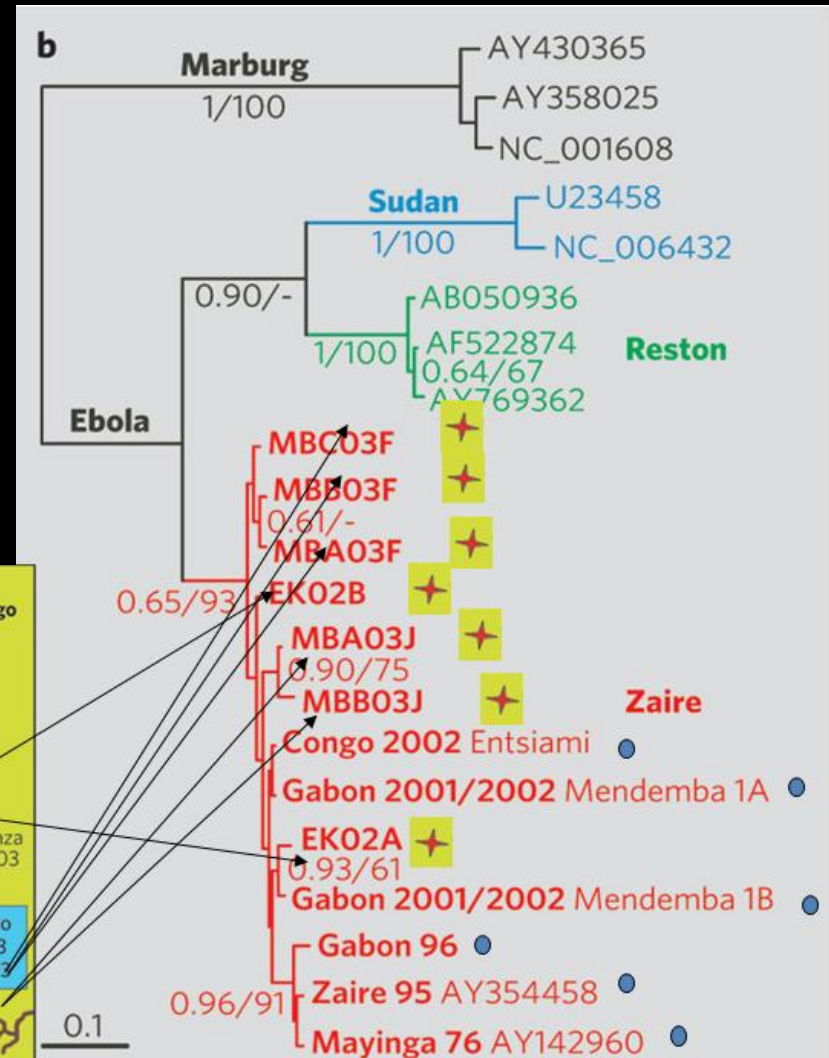 b
Marburg
1/100
AY430365
AY358025
NC_001608
Sudan
1/100
U23458
NC_006432
0.90/-
AB050936
1/100
AF522874
0.64/67
AY769362
Reston
Ebola
MBC03F
MBB03F
0.61/-
MBA03F
0.65/93
EK02B
MBA03J
0.90/75
MBB03J
Zaire
Congo 2002 Entsiami
Gabon 2001/2002 Mendemba 1A
EK02A
0.93/61
Gabon 2001/2002 Mendemba 1B
Gabon 96
0.96/91
Zaire 95 AY354458
Mayinga 76 AY142960
0.1